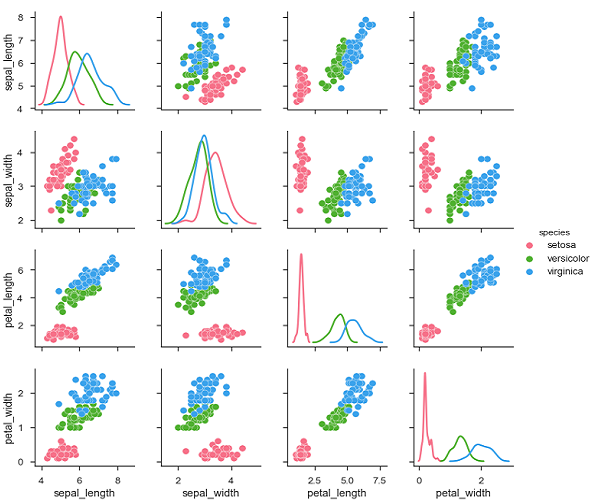 sepal_length
8
7
6
5
4
sepal_width
4
3
2
species
setosa
versicolor
virginica
petal_length
6
4
2
petal_width
2
1
0
4 6 8
2 4
2.5 5.0 7.5
0 2
sepal_length sepal_width petal_length petal_width